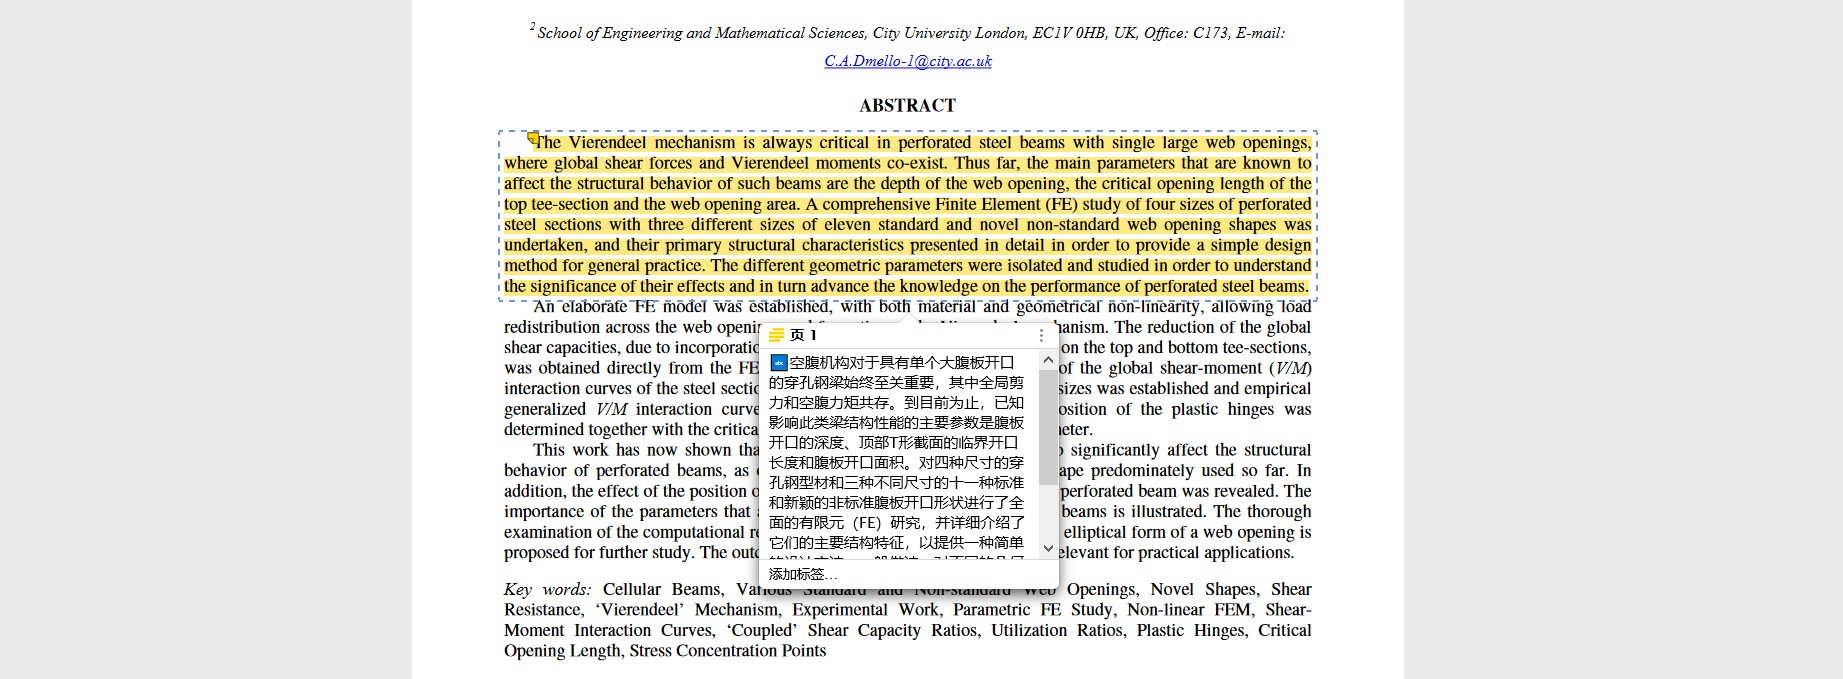 2 School of Engineering and Mathematical Sciences, City University London, EC1V 0HB, UK, Office: C173, E-mail:
C.A.Dmello-1@city.ac.uk
ABSTRACT
The Vierendeel mechanism is always critical in perforated steel beams with single large web openings,
where global shear forces and Vierendeel moments co-exist. Thus far, the main parameters that are known to
affect the structural behavior of such beams are the depth of the web opening, the critical opening length of the
top tee-section and the web opening area. A comprehensive Finite Element (FE) study of four sizes of perforated
steel sections with three different sizes of eleven standard and novel non-standard web opening shapes was
undertaken, and their primary structural characteristics presented in detail in order to provide a simple design
method for general practice. The different geometric parameters were isolated and studied in order to understand
the significance of their effects and in turn advance the knowledge on the performance of perforated steel beams.
An elaborate FE model was established, with both material and geometrical non-linearity, allowing load
redistribution across the web openin
anism. The reduction of the global
shear capacities, due to incorporatio
on the top and bottom tee-sections,
was obtained directly from the FE
of the global shear-moment (V/M)
interaction curves of the steel sectio
sizes was established and empirical
generalized V/M interaction curve
osition of the plastic hinges was
determined together with the critica
neter.
This work has now shown tha
significantly affect the structural
behavior of perforated beams, as
ape predominately used so far. In
addition, the effect of the position o
perforated beam was revealed. The
importance of the parameters that
beams is illustrated. The thorough
examination of the computational re
elliptical form of a web opening is
proposed for further study. The outc
elevant for practical applications.
页 1
空腹机构对于具有单个大腹板开口
的穿孔钢梁始终至关重要，其中全局剪
力和空腹力矩共存。到目前为止，已知
影响此类梁结构性能的主要参数是腹板
开口的深度、顶部T形截面的临界开口
长度和腹板开口面积。对四种尺寸的穿
孔钢型材和三种不同尺寸的十一种标准
和新颖的非标准腹板开口形状进行了全
面的有限元（FE）研究，并详细介绍了
它们的主要结构特征，以提供一种简单
添加标签…
Key words: Cellular Beams, Various Standard and Non-standard Web Openings, Novel Shapes, Shear
Resistance, ‘Vierendeel’ Mechanism, Experimental Work, Parametric FE Study, Non-linear FEM, Shear-
Moment Interaction Curves, ‘Coupled’ Shear Capacity Ratios, Utilization Ratios, Plastic Hinges, Critical
Opening Length, Stress Concentration Points